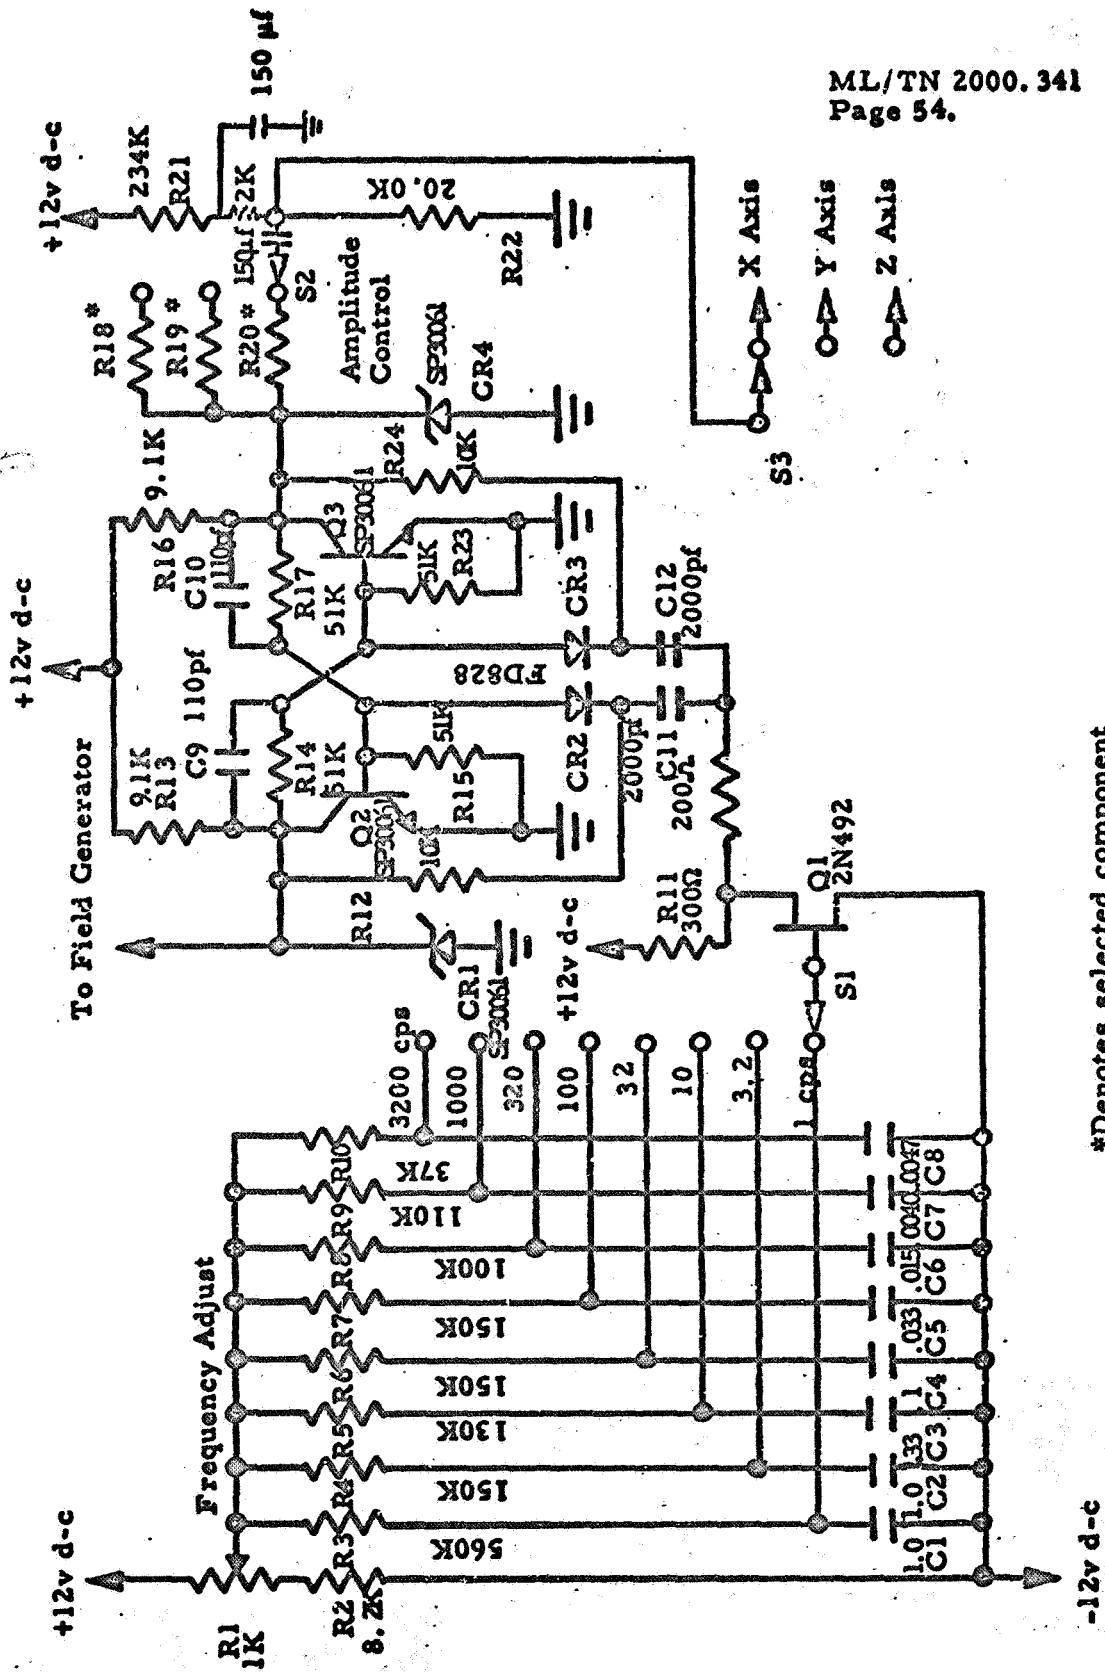 ML/TN 2000.341
Page 54.
+12v d-c
234K
R21
150 µf
2K
150µf
S2
20.0K
R22
R18*
R19*
R20*
Amplitude
Control
SP30061
CR4
+12v d-c
9.1K
R16
C10
110pf
R17
51K
Q3
SP30061
R24
10K
51K
R23
9.1K
R13
C9
110pf
R14
51K
Q2
SP30061
10K
R15
51K
FD828
CR3
CR2
C12
2000pf
2000pf
C11
200Ω
To Field Generator
R12
CR1
SP30061
+12v d-c
R11
300Ω
Q1
2N492
S1
S3
X Axis
Y Axis
Z Axis
3200 cps
1000
320
100
32
10
3.2
1 cps
Frequency Adjust
+12v d-c
R1
1K
R2
8.2K
R3
560K
R4
150K
R5
130K
R6
150K
R7
150K
R8
100K
R9
110K
R10
37K
1.0
C1
1.0
C2
.33
C3
.1
C4
.033
C5
.015
C6
.0040
C7
.0047
C8
-12v d-c
*Denotes selected component